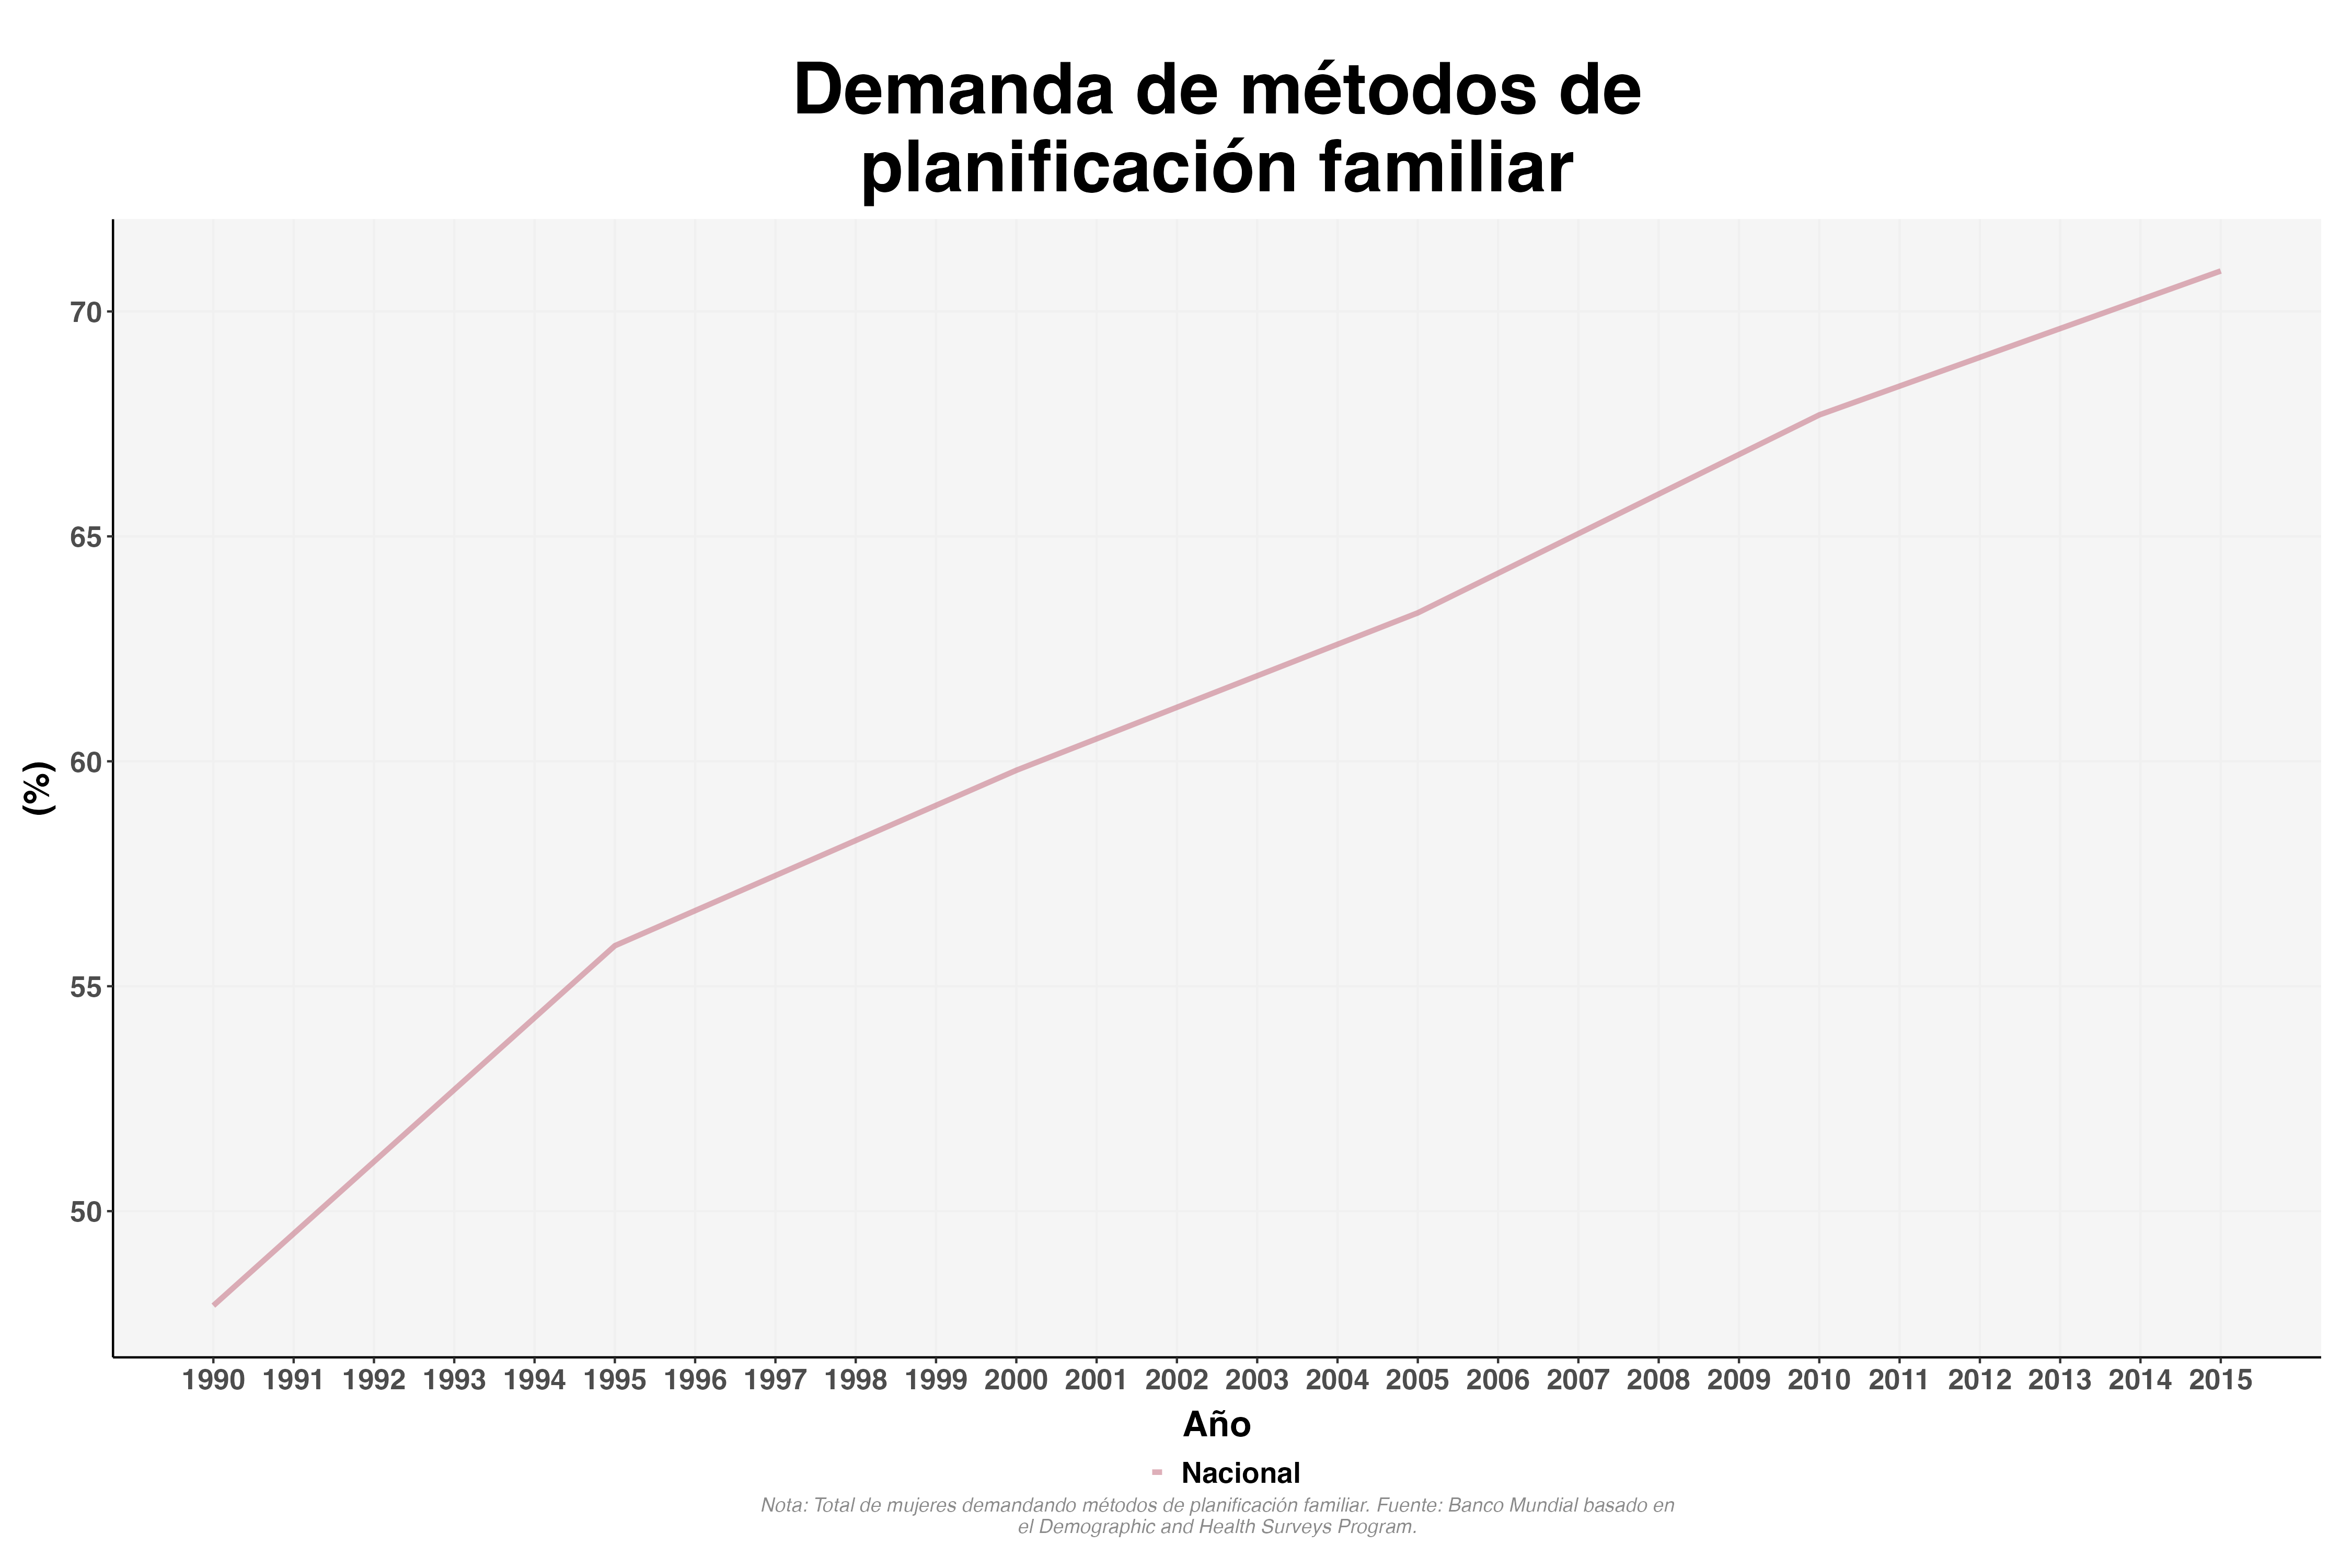 Demanda de métodos de
planificación familiar
70
65
60
55
50
(%)
1990 1991 1992 1993 1994 1995 1996 1997 1998 1999 2000 2001 2002 2003 2004 2005 2006 2007 2008 2009 2010 2011 2012 2013 2014 2015
Año
Nacional
Nota: Total de mujeres demandando métodos de planificación familiar. Fuente: Banco Mundial basado en
el Demographic and Health Surveys Program.